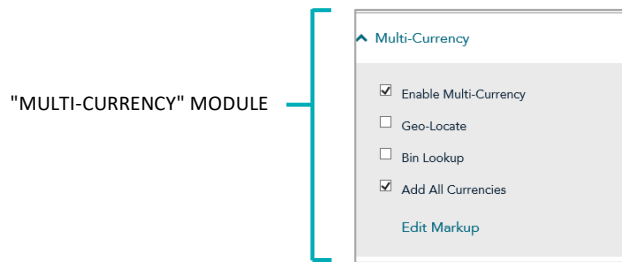 Multi-Currency
"MULTI-CURRENCY" MODULE
Enable Multi-Currency
Geo-Locate
Bin Lookup
Add All Currencies
Edit Markup